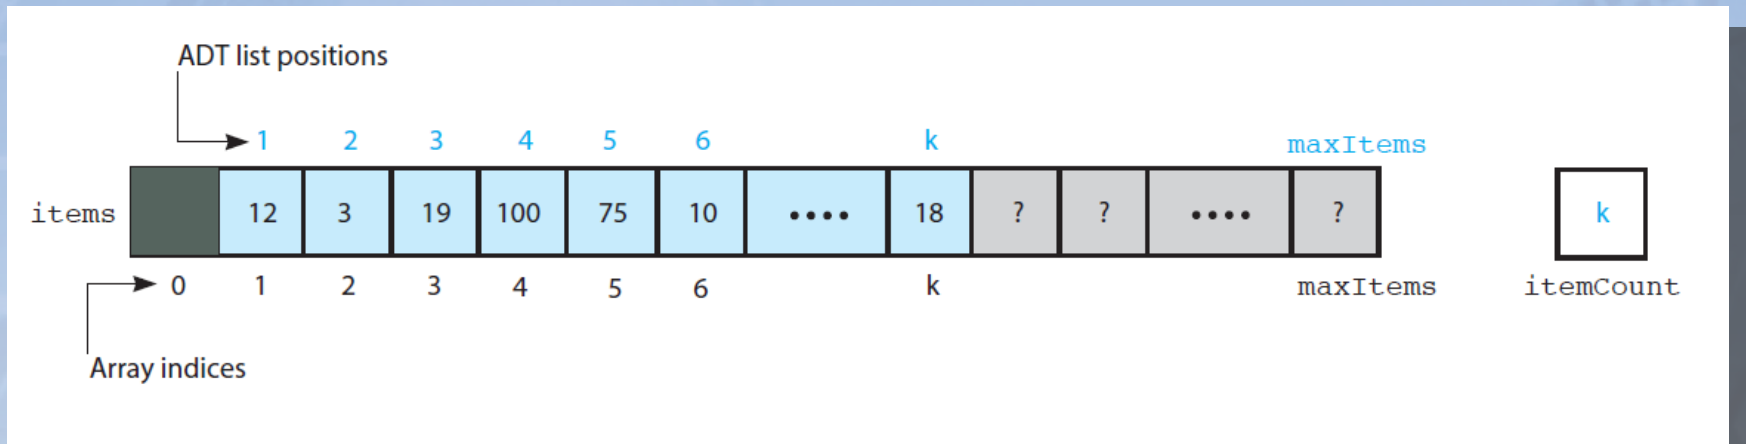 ADT list positions
1 2 3 4 5 6 k maxItems
items 12 3 19 100 75 10 •••• 18 ? ? •••• ? k
0 1 2 3 4 5 6 k maxItems itemCount
Array indices